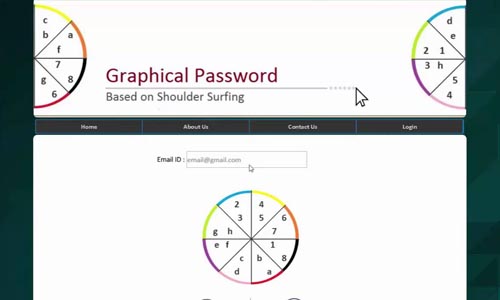 c
b a
f
7
g 8
6
d
e
2 1
3 h
5
4
Graphical Password
Based on Shoulder Surfing
Home About Us Contact Us Login
Email ID : email@gmail.com
2 4
3 5 6
g h 7
e f 1
c b 8
d a